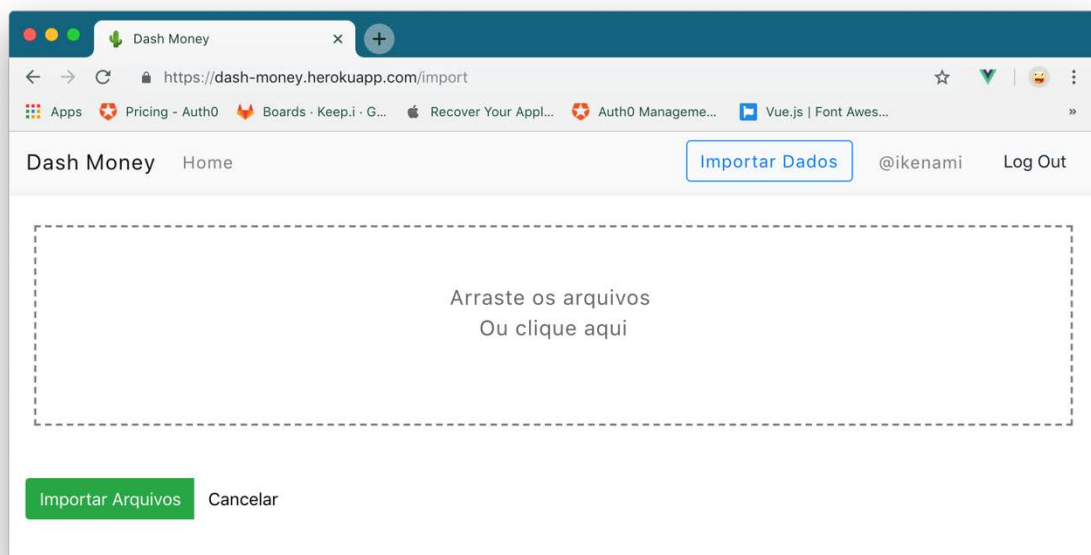 Dash Money
https://dash-money.herokuapp.com/import
Apps Pricing - Auth0 Boards · Keep.i · G... Recover Your Appl... Auth0 Manageme... Vue.js | Font Awes... »
Dash Money Home Importar Dados @ikenami Log Out
Arraste os arquivos
Ou clique aqui
Importar Arquivos Cancelar